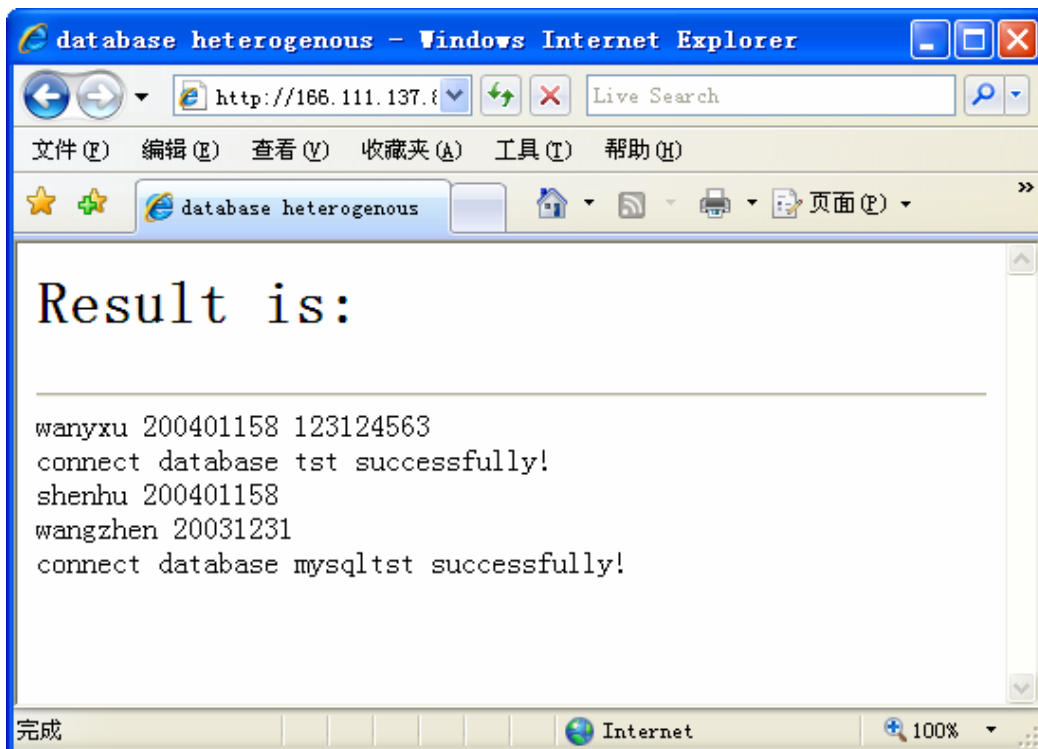 database heterogenous - Windows Internet Explorer
http://166.111.137.8
Live Search
文件(F) 编辑(E) 查看(V) 收藏夹(A) 工具(T) 帮助(H)
database heterogenous
页面(P)
»
Result is:
wanyxu 200401158 123124563
connect database tst successfully!
shenhu 200401158
wangzhen 20031231
connect database mysqltst successfully!
完成
Internet
100%